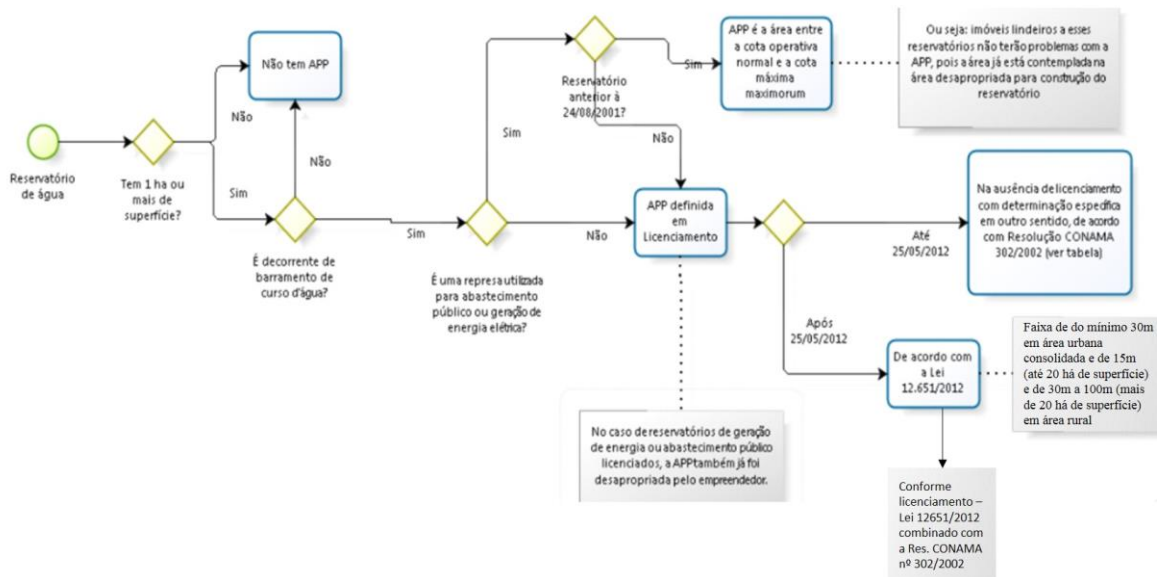 Reservatório
de água
Tem 1 ha ou
mais de
superfície?
Não
Sim
Não tem APP
Não
É decorrente de
barramento de
curso d'água?
Sim
É uma represa utilizada
para abastecimento
público ou geração de
energia elétrica?
Sim
Não
Reservatório
anterior à
24/08/2001?
Sim
Não
APP é a área entre
a cota operativa
normal e a cota
máxima
maximorum
Ou seja: imóveis lindeiros a esses
reservatórios não terão problemas com a
APP, pois a área já está contemplada na
área desapropriada para construção do
reservatório
APP definida
em
Licenciamento
No caso de reservatórios de geração
de energia ou abastecimento público
licenciados, a APP também já foi
desapropriada pelo empreendedor.
Até
25/05/2012
Na ausência de licenciamento
com determinação específica
em outro sentido, de acordo
com Resolução CONAMA
302/2002 (ver tabela)
Após
25/05/2012
De acordo com
a Lei
12.651/2012
Faixa de do mínimo 30m
em área urbana
consolidada e de 15m
(até 20 há de superfície)
e de 30m a 100m (mais
de 20 há de superfície)
em área rural
Conforme
licenciamento –
Lei 12651/2012
combinado com
a Res. CONAMA
nº 302/2002